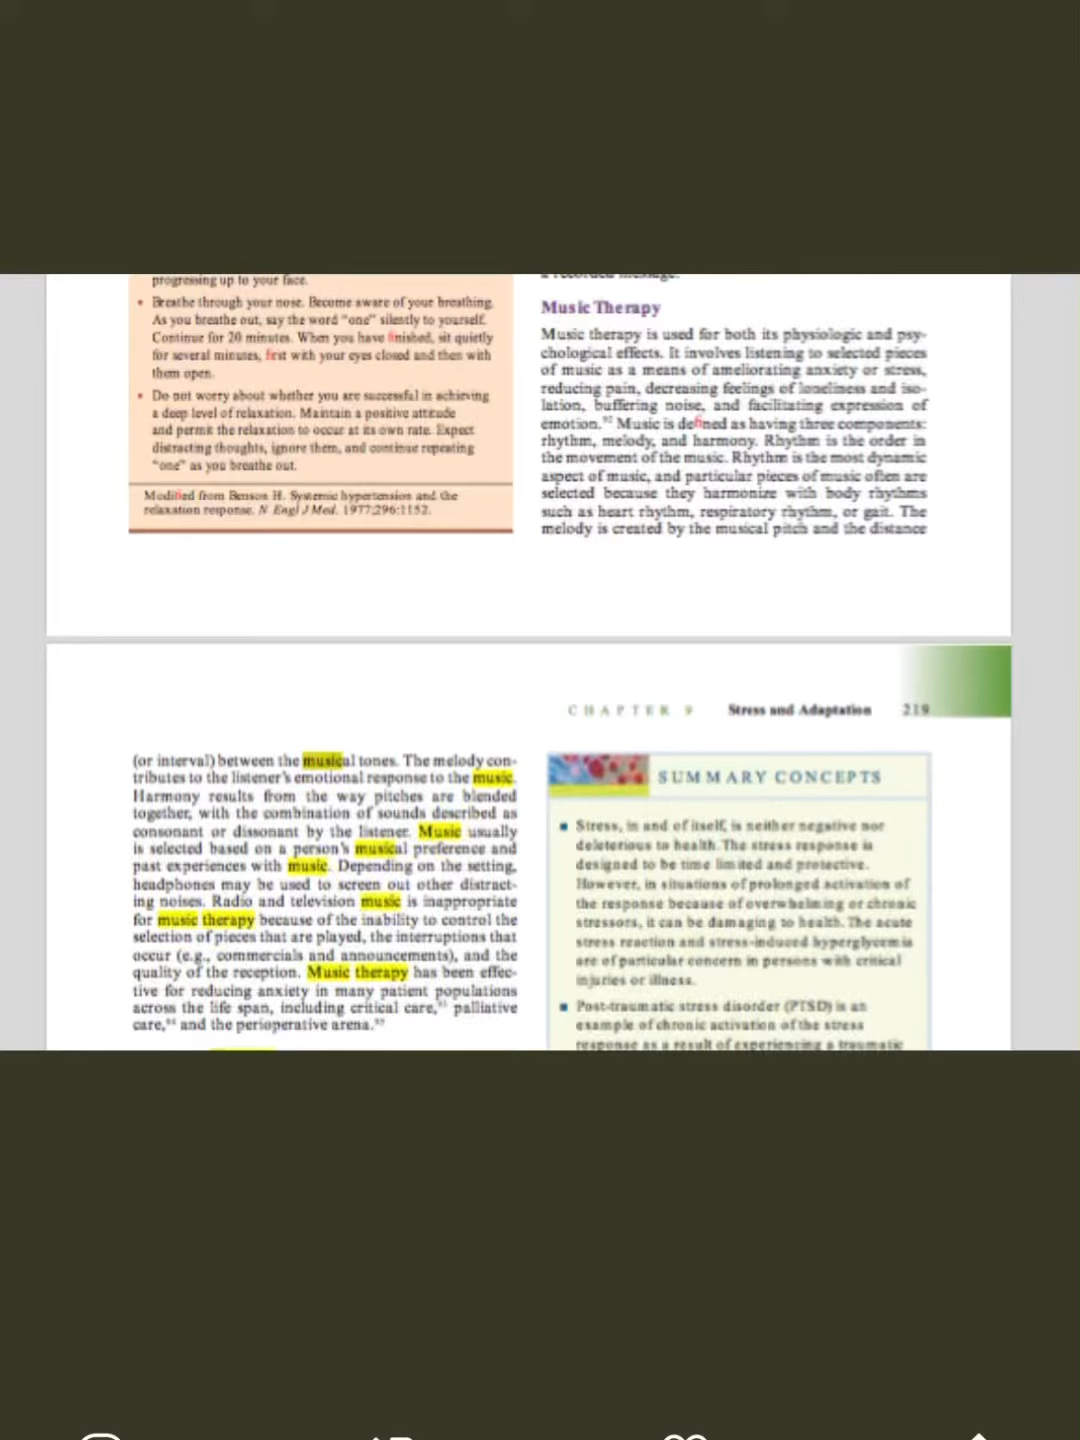 progressing up to your face.
• Breathe through your nose. Become aware of your breathing.
As you breathe out, say the word “one” silently to yourself.
Continue for 20 minutes. When you have finished, sit quietly
for several minutes, first with your eyes closed and then with
them open.
• Do not worry about whether you are successful in achieving
a deep level of relaxation. Maintain a positive attitude
and permit the relaxation to occur at its own rate. Expect
distracting thoughts, ignore them, and continue repeating
“one” as you breathe out.
Modified from Benson H. Systemic hypertension and the
relaxation response. N Engl J Med. 1977;296:1152.
a recorded message.
Music Therapy
Music therapy is used for both its physiologic and psy-
chological effects. It involves listening to selected pieces
of music as a means of ameliorating anxiety or stress,
reducing pain, decreasing feelings of loneliness and iso-
lation, buffering noise, and facilitating expression of
emotion.92 Music is defined as having three components:
rhythm, melody, and harmony. Rhythm is the order in
the movement of the music. Rhythm is the most dynamic
aspect of music, and particular pieces of music often are
selected because they harmonize with body rhythms
such as heart rhythm, respiratory rhythm, or gait. The
melody is created by the musical pitch and the distance
CHAPTER 9 Stress and Adaptation 219
(or interval) between the musical tones. The melody con-
tributes to the listener’s emotional response to the music.
Harmony results from the way pitches are blended
together, with the combination of sounds described as
consonant or dissonant by the listener. Music usually
is selected based on a person’s musical preference and
past experiences with music. Depending on the setting,
headphones may be used to screen out other distract-
ing noises. Radio and television music is inappropriate
for music therapy because of the inability to control the
selection of pieces that are played, the interruptions that
occur (e.g., commercials and announcements), and the
quality of the reception. Music therapy has been effec-
tive for reducing anxiety in many patient populations
across the life span, including critical care,93 palliative
care,94 and the perioperative arena.95
SUMMARY CONCEPTS
■ Stress, in and of itself, is neither negative nor
deleterious to health. The stress response is
designed to be time limited and protective.
However, in situations of prolonged activation of
the response because of overwhelming or chronic
stressors, it can be damaging to health. The acute
stress reaction and stress-induced hyperglycemia
are of particular concern in persons with critical
injuries or illness.
■ Post-traumatic stress disorder (PTSD) is an
example of chronic activation of the stress
response as a result of experiencing a traumatic